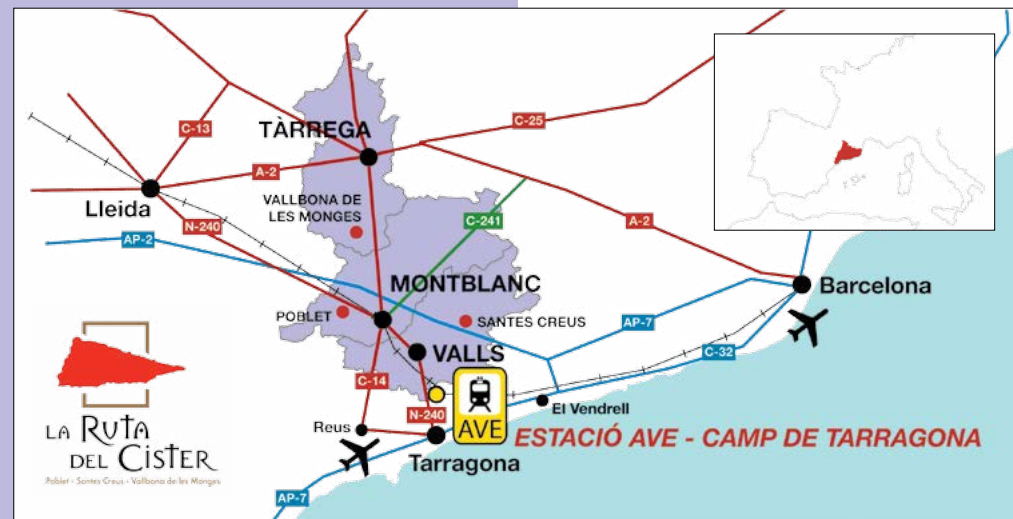 C-25
C-13
TÀRREGA
A-2
VALLBONA DE
LES MONGES
Lleida
N-240
C-241
A-2
AP-2
MONTBLANC
Barcelona
POBLET
SANTES CREUS
AP-7
VALLS
C-32
C-14
El Vendrell
N-240
AVE
Reus
ESTACIÓ AVE - CAMP DE TARRAGONA
Tarragona
AP-7
LA RUTA
DEL CISTER
Poblet - Santes Creus - Vallbona de les Monges